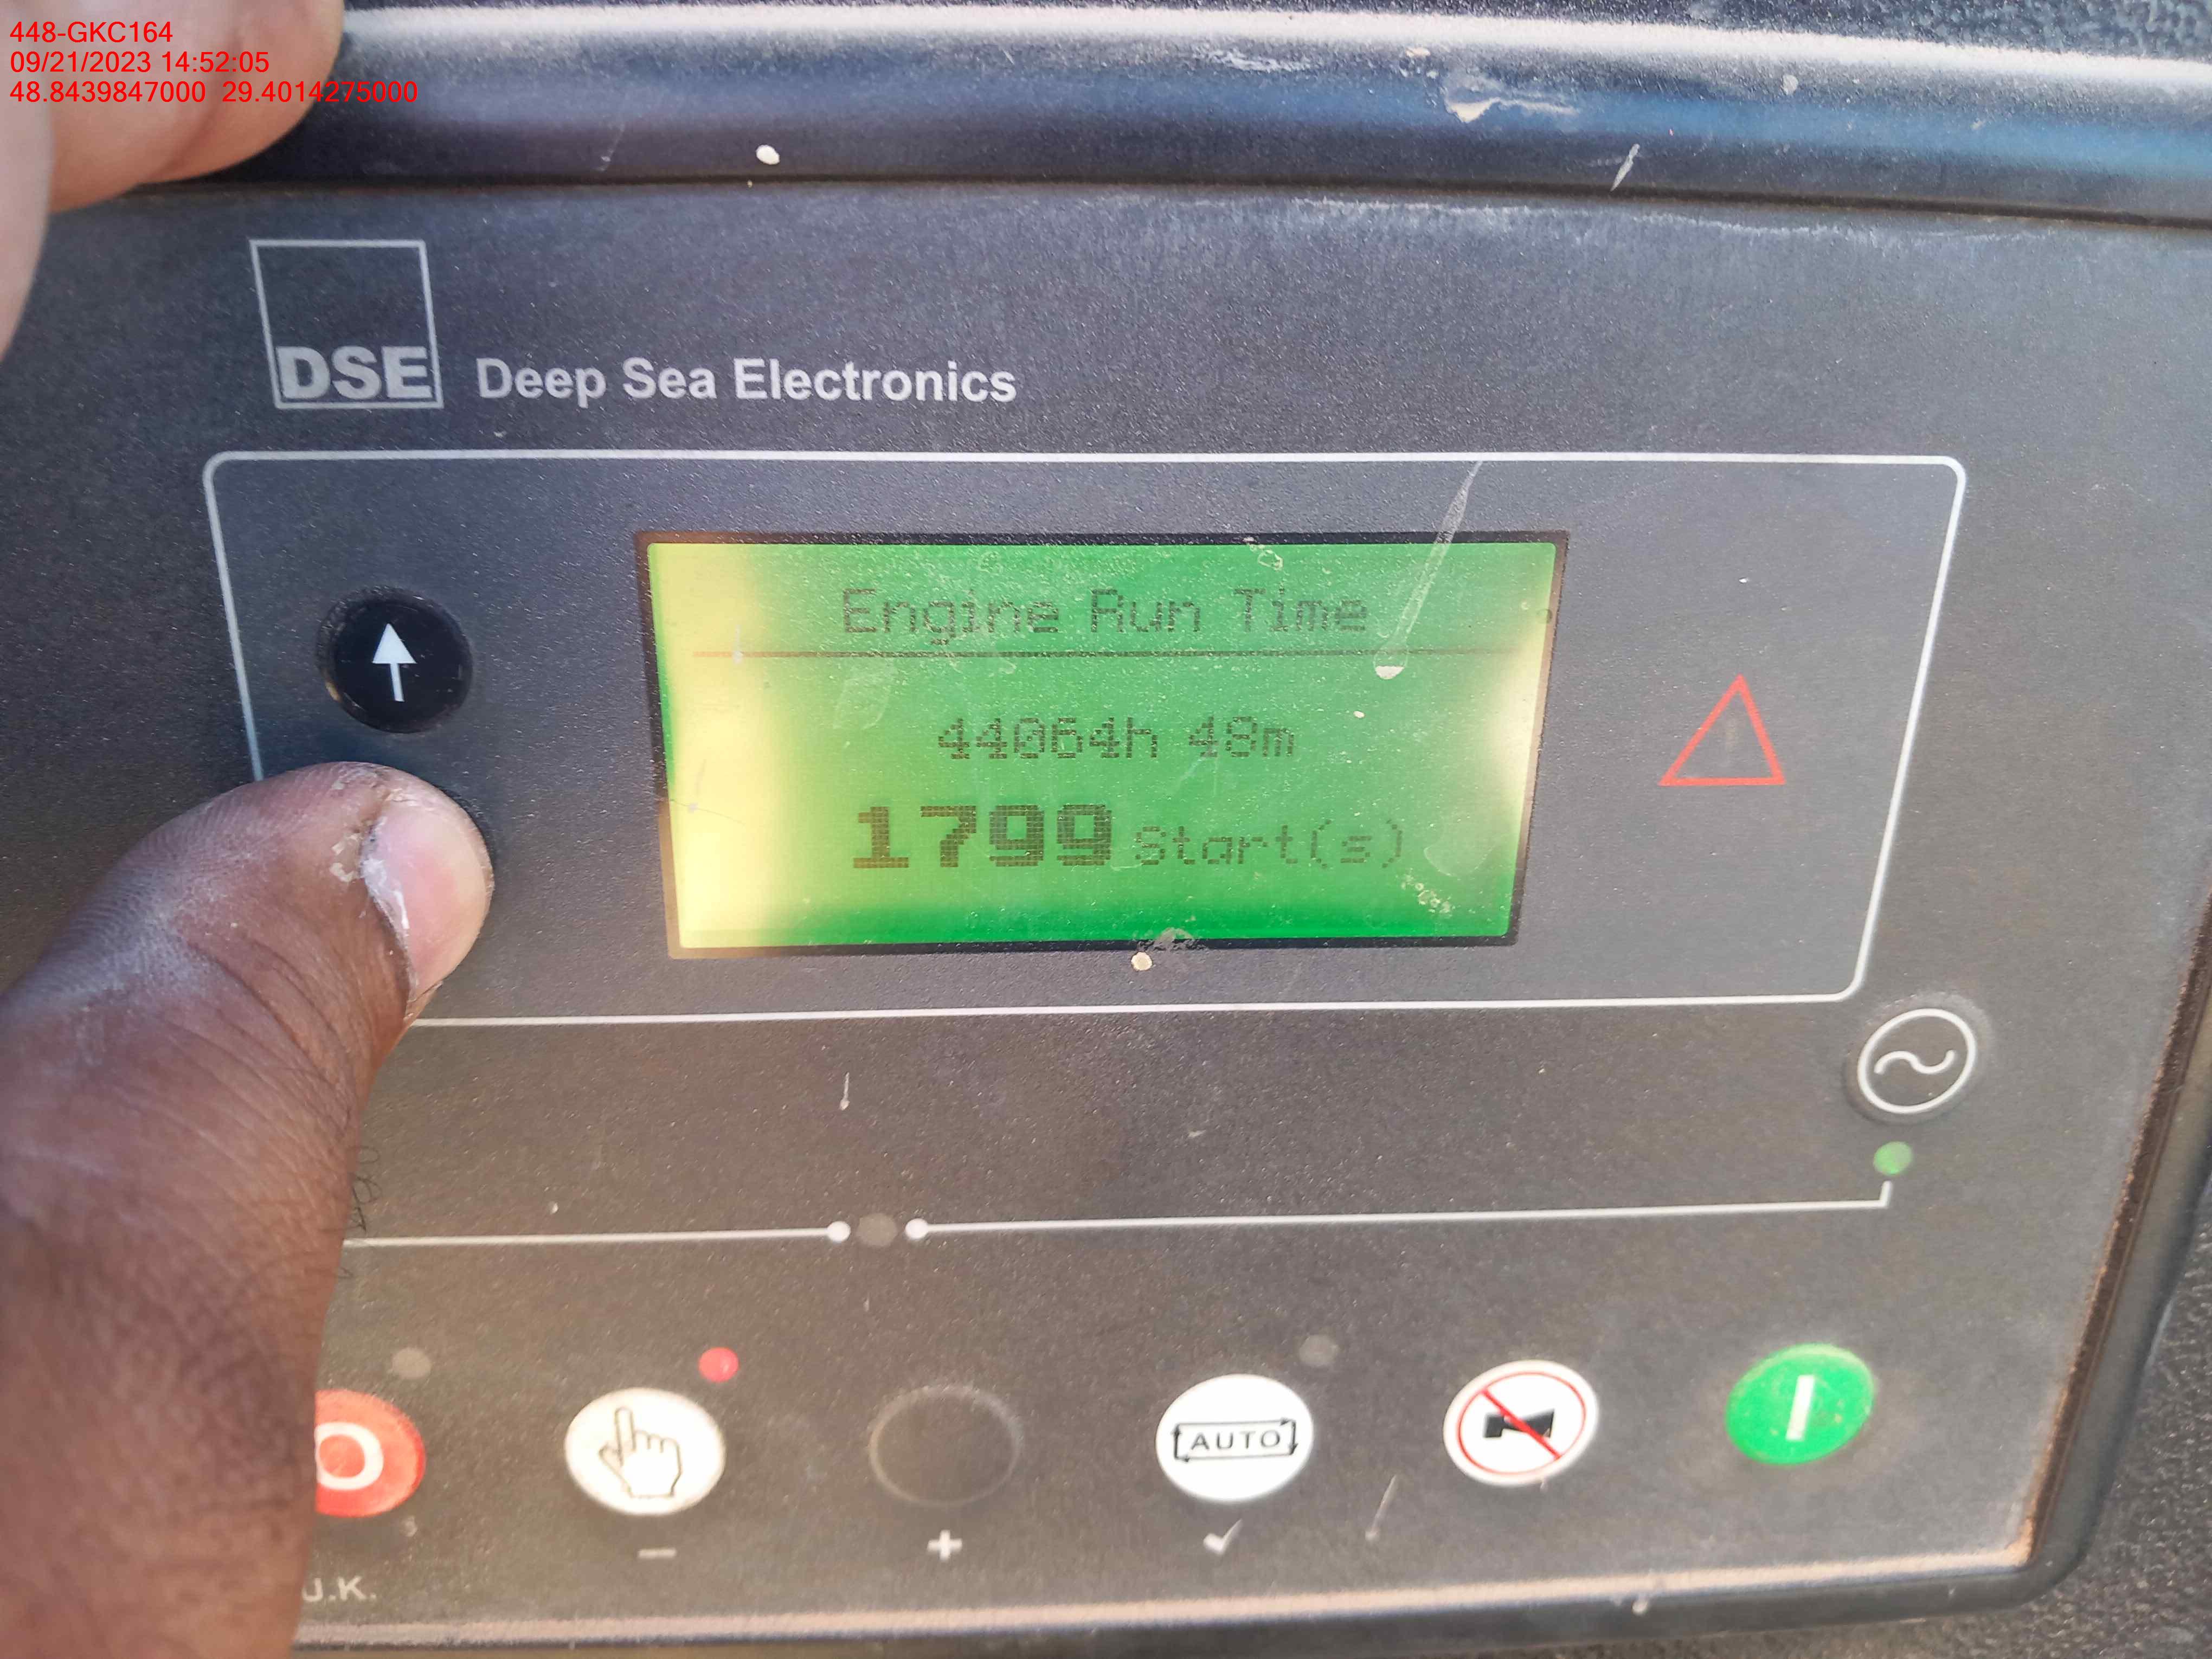 448-GKC164
09/21/2023 14:52:05
48.8439847000 29.4014275000
DSE Deep Sea Electronics
Engine Run Time
44064h 48m
1799 Start(s)
AUTO
- +
U.K.